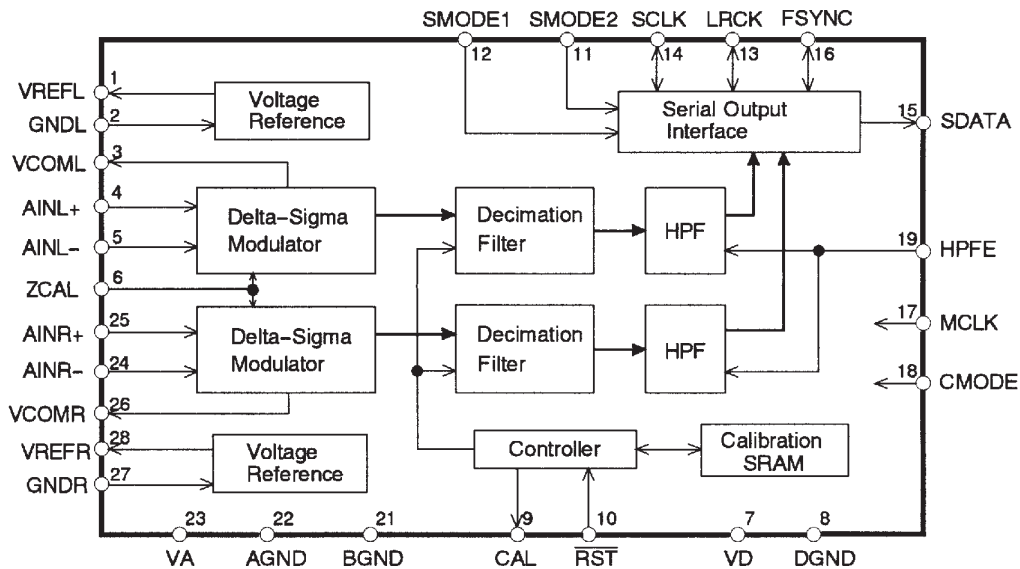 SMODE1 SMODE2 SCLK LRCK FSYNC
12 11 14 13 16
VREFL 1
GNDL 2
VCOML 3
AINL+ 4
AINL− 5
ZCAL 6
AINR+ 25
AINR− 24
VCOMR 26
VREFR 28
GNDR 27
Voltage
Reference
Serial Output
Interface
15 SDATA
Delta−Sigma
Modulator
Decimation
Filter
HPF
19 HPFE
Delta−Sigma
Modulator
Decimation
Filter
HPF
17 MCLK
18 CMODE
Voltage
Reference
Controller
Calibration
SRAM
23 22 21 9 10 7 8
VA AGND BGND CAL RST VD DGND